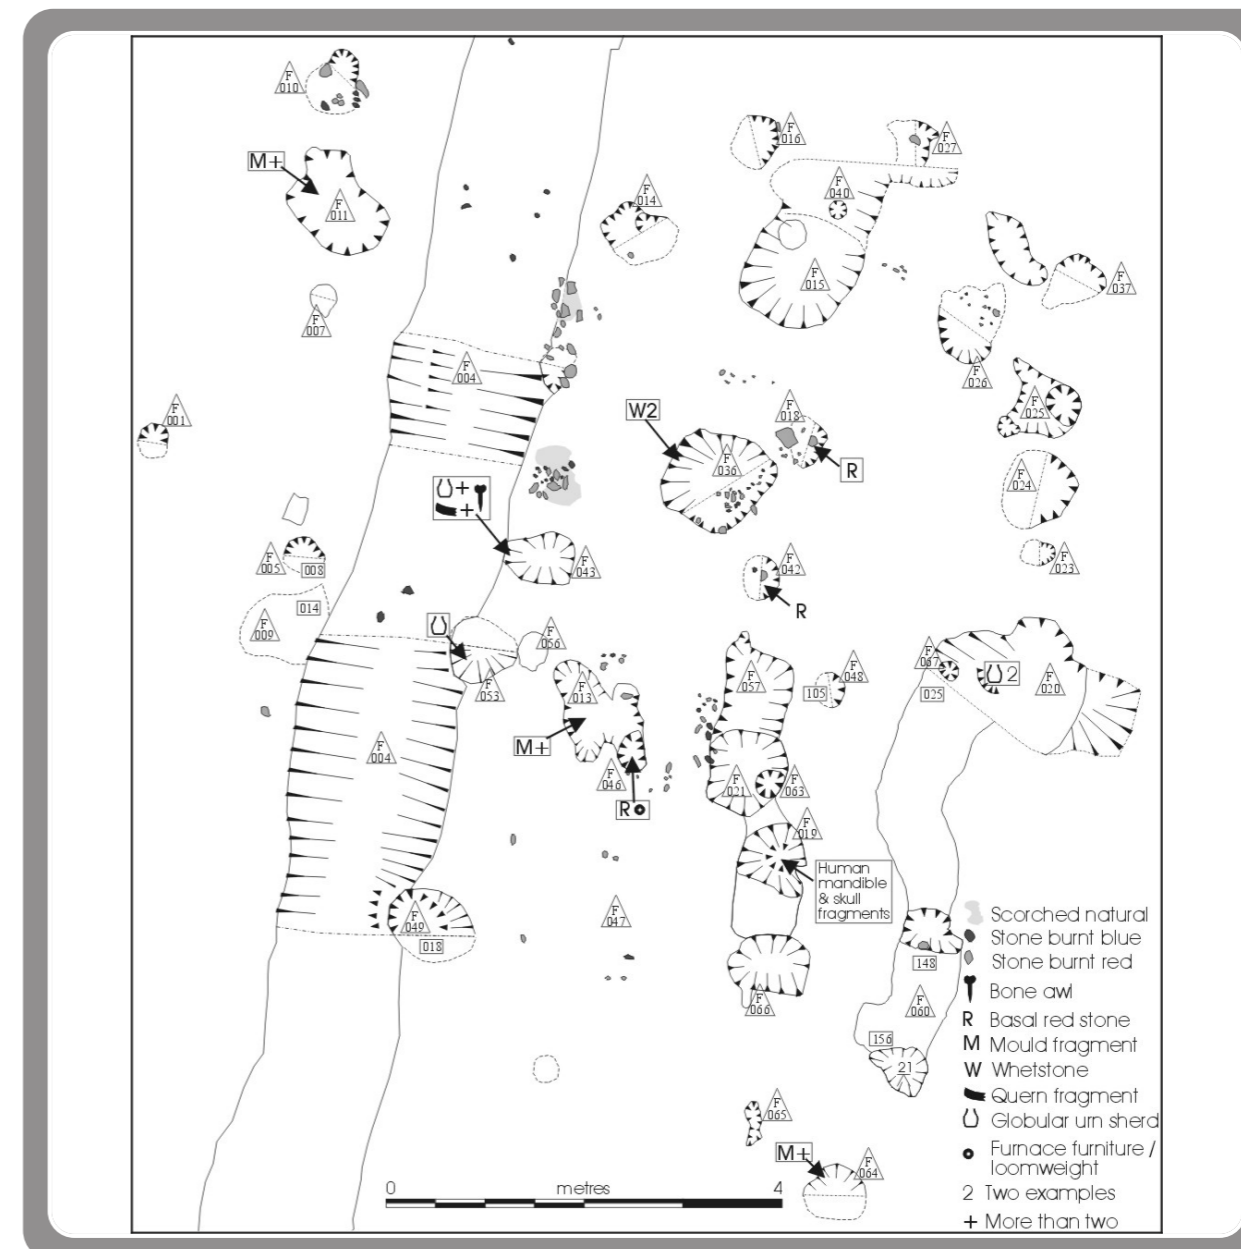 F
010
F
016
F
027
M+
F
011
F
014
F
040
F
015
F
037
F
007
F
004
F
026
F
001
W2
F
018
F
025
F
036
R
F
024
+
+
F
005
008
F
043
F
042
F
023
014
F
009
R
F
056
F
053
F
013
F
057
F
048
105
F
067
025
2
F
020
F
004
M+
F
046
F
021
F
063
R
F
019
Human
mandible
& skull
fragments
F
049
018
F
047
148
F
066
F
060
156
21
F
065
M+
F
064
0 metres 4
Scorched natural
Stone burnt blue
Stone burnt red
Bone awl
R Basal red stone
M Mould fragment
W Whetstone
Quern fragment
Globular urn sherd
Furnace furniture /
loomweight
2 Two examples
+ More than two